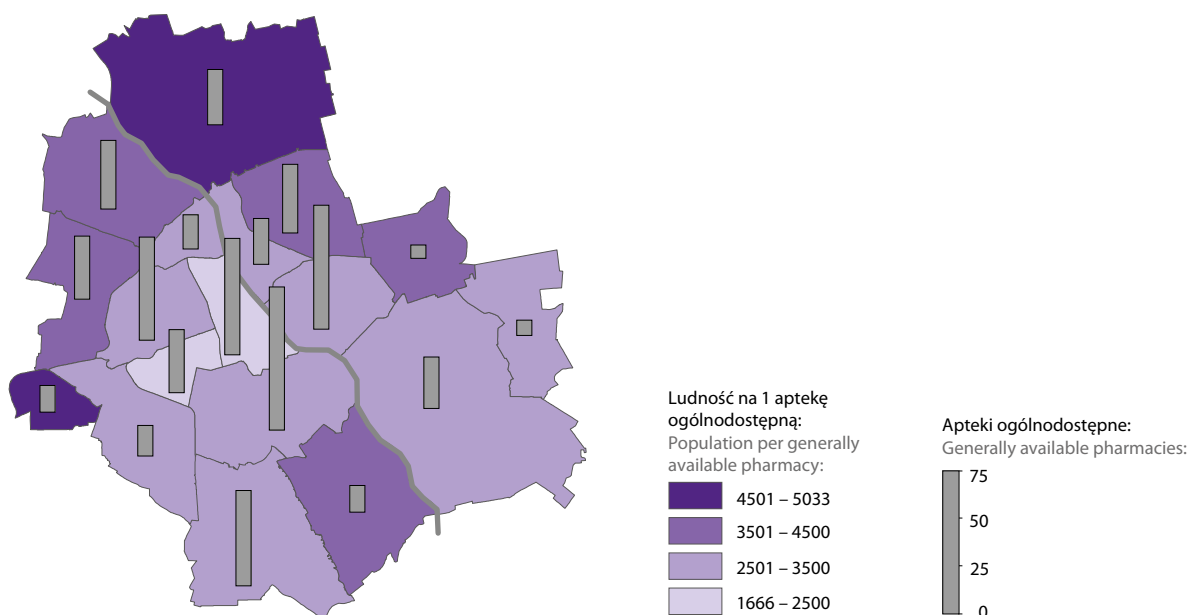 Ludność na 1 aptekę
ogólnodostępną:
Population per generally
available pharmacy:
4501 – 5033
3501 – 4500
2501 – 3500
1666 – 2500
Apteki ogólnodostępne:
Generally available pharmacies:
75
50
25
0